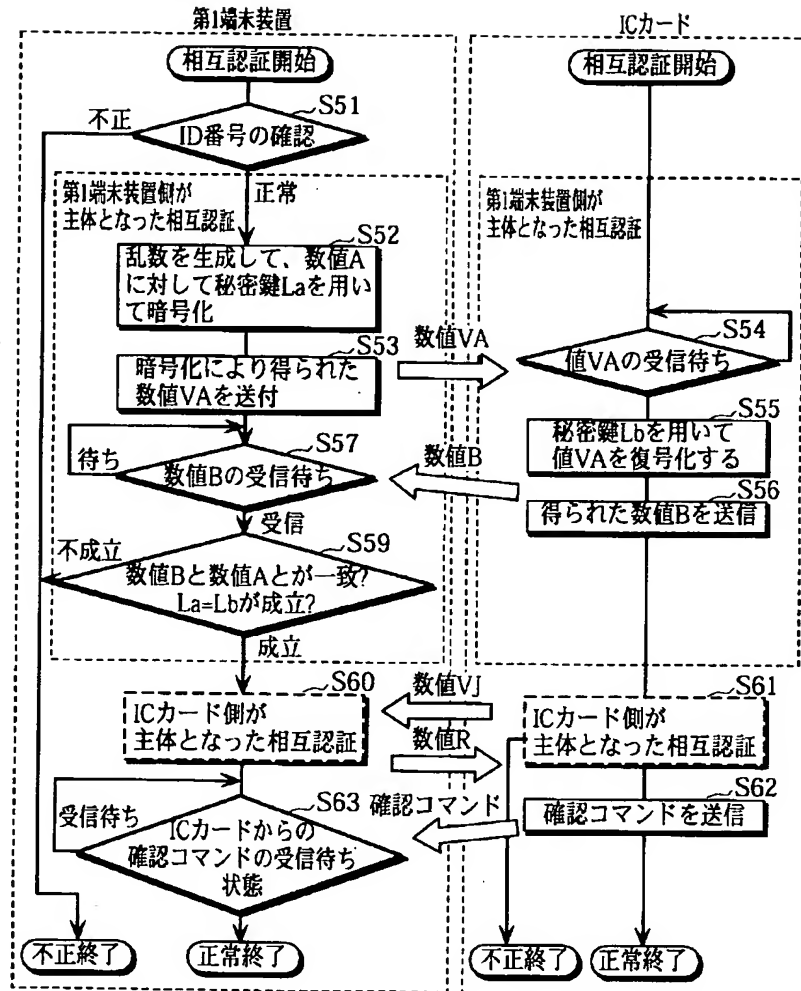 第1端末装置
相互認証開始
S51
不正
ID番号の確認
正常
第1端末装置側が
主体となった相互認証
S52
乱数を生成して、数値A
に対して秘密鍵Laを用い
て暗号化
S53
暗号化により得られた
数値VAを送付
数値VA
S57
待ち
数値Bの受信待ち
数値B
受信
S59
不成立
数値Bと数値Aとが一致?
La=Lbが成立?
成立
S60
ICカード側が
主体となった相互認証
数値VJ
数値R
S63
受信待ち
ICカードからの
確認コマンドの受信待ち
状態
確認コマンド
不正終了
正常終了
ICカード
相互認証開始
第1端末装置側が
主体となった相互認証
S54
値VAの受信待ち
S55
秘密鍵Lbを用いて
値VAを復号化する
S56
得られた数値Bを送信
S61
ICカード側が
主体となった相互認証
S62
確認コマンドを送信
不正終了
正常終了